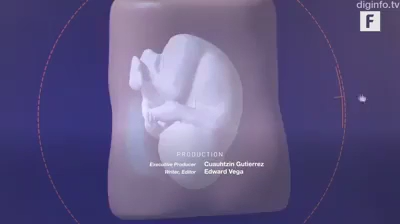 diginfo.tv
F
PRODUCTION
Executive Producer Cuauhtzin Gutierrez
Writer, Editor Edward Vega